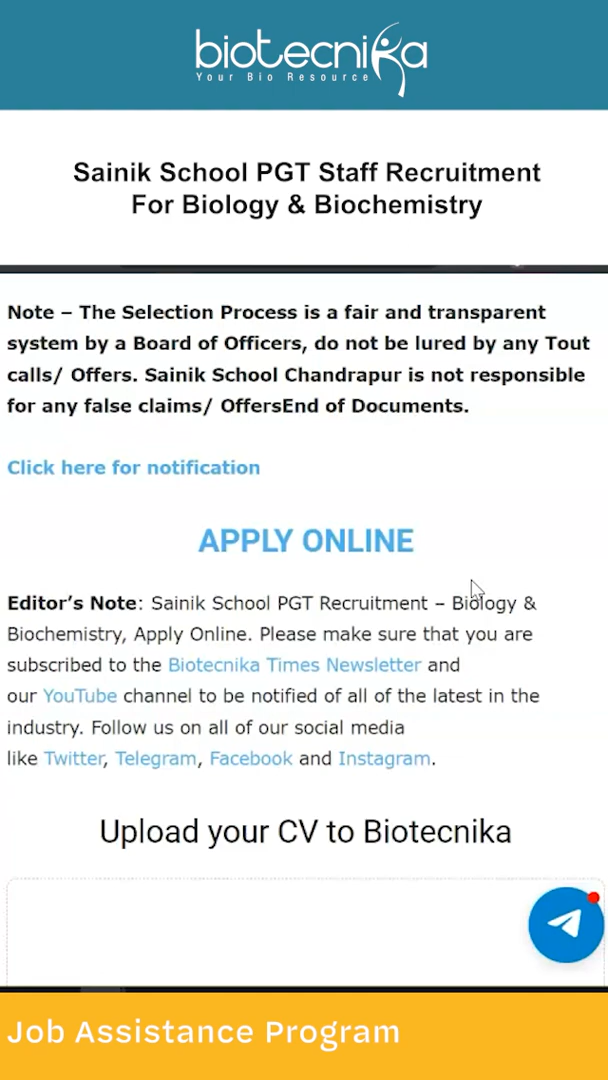 biotecnika
Your Bio Resource
Sainik School PGT Staff Recruitment
For Biology & Biochemistry
Note – The Selection Process is a fair and transparent
system by a Board of Officers, do not be lured by any Tout
calls/ Offers. Sainik School Chandrapur is not responsible
for any false claims/ OffersEnd of Documents.
Click here for notification
APPLY ONLINE
Editor's Note: Sainik School PGT Recruitment – Biology &
Biochemistry, Apply Online. Please make sure that you are
subscribed to the Biotecnika Times Newsletter and
our YouTube channel to be notified of all of the latest in the
industry. Follow us on all of our social media
like Twitter, Telegram, Facebook and Instagram.
Upload your CV to Biotecnika
Job Assistance Program